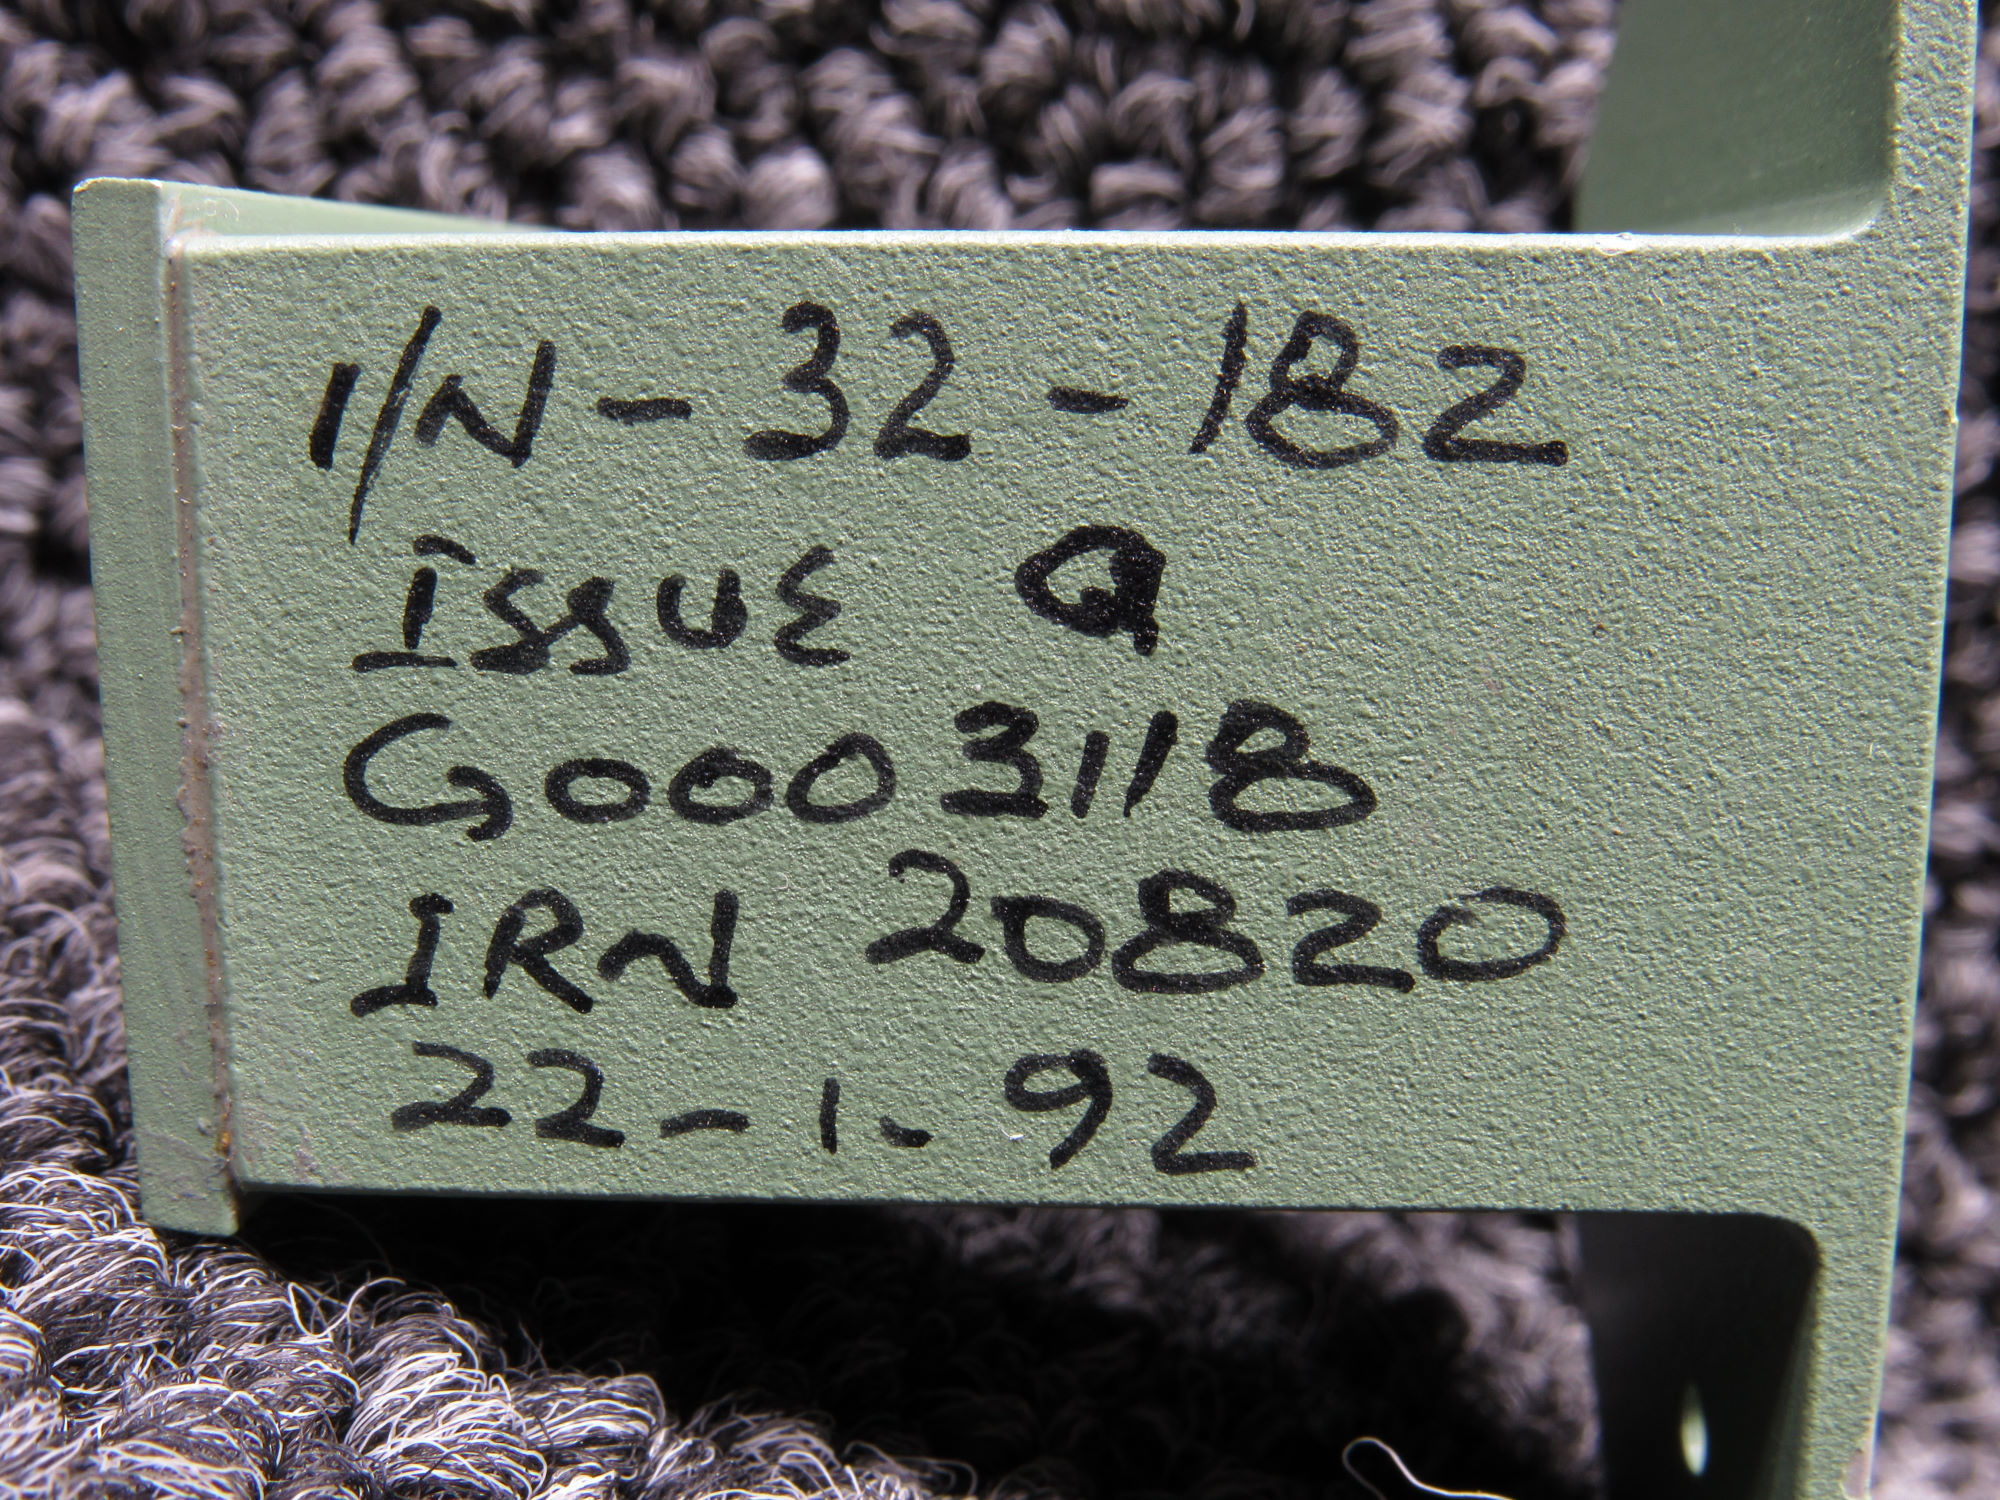 1/N-32-182
ISSUE Q
G0003118
IRN 20820
22-1-92